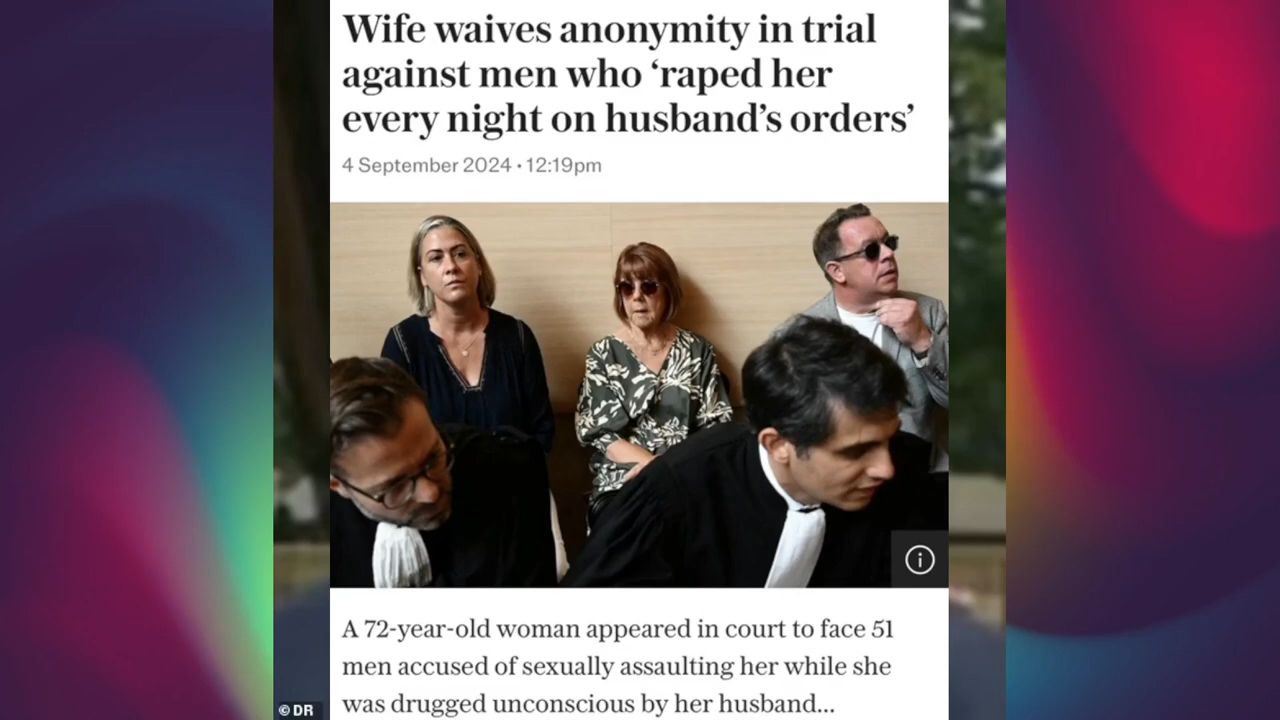 Wife waives anonymity in trial
against men who ‘raped her
every night on husband’s orders’
4 September 2024 • 12:19pm
A 72-year-old woman appeared in court to face 51
men accused of sexually assaulting her while she
was drugged unconscious by her husband...
© DR